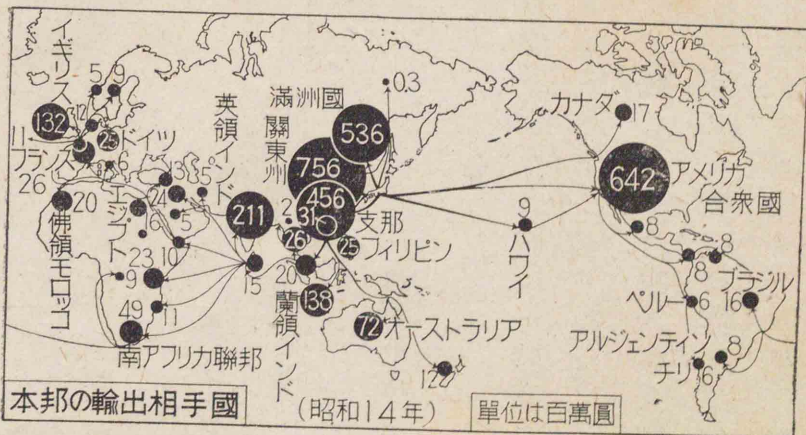 イギリス
5
9
132
12
25
ドイツ
11
フランス
26
6
20
佛領モロッコ
エジプト
13
24
5
6
5
23
10
9
49
11
南アフリカ聯邦
英領インド
211
15
滿洲國
關東州
0.3
536
756
456
支那
31
2
26
25
フィリピン
20
138
蘭領インド
72
オーストラリア
12
9
ハワイ
カナダ
17
642
アメリカ
合衆國
8
8
8
ブラジル
16
ペルー
6
アルジェンティン
8
チリ
6
本邦の輸出相手國
(昭和14年)
單位は百萬圓